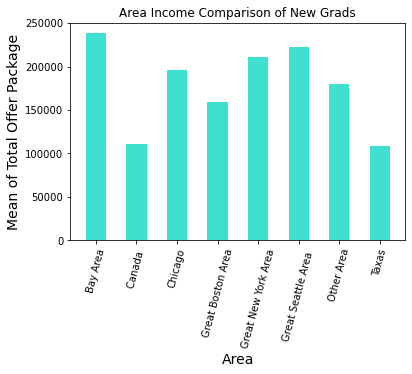 Area Income Comparison of New Grads
Mean of Total Offer Package
250000
200000
150000
100000
50000
0
Bay Area
Canada
Chicago
Great Boston Area
Great New York Area
Great Seattle Area
Other Area
Texas
Area